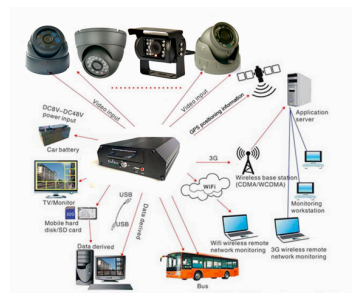 DC8V~DC48V
power input
Video input
Video input
GPS positioning information
Application
server
Car battery
3G
Wireless base station
(CDMA/WCDMA)
TV/Monitor
USB
WiFi
Monitoring
workstation
Mobile hard
disk/SD card
USB
Data derived
Data derived
Wifi wireless remote
network monitoring
3G wireless remote
network monitoring
Bus